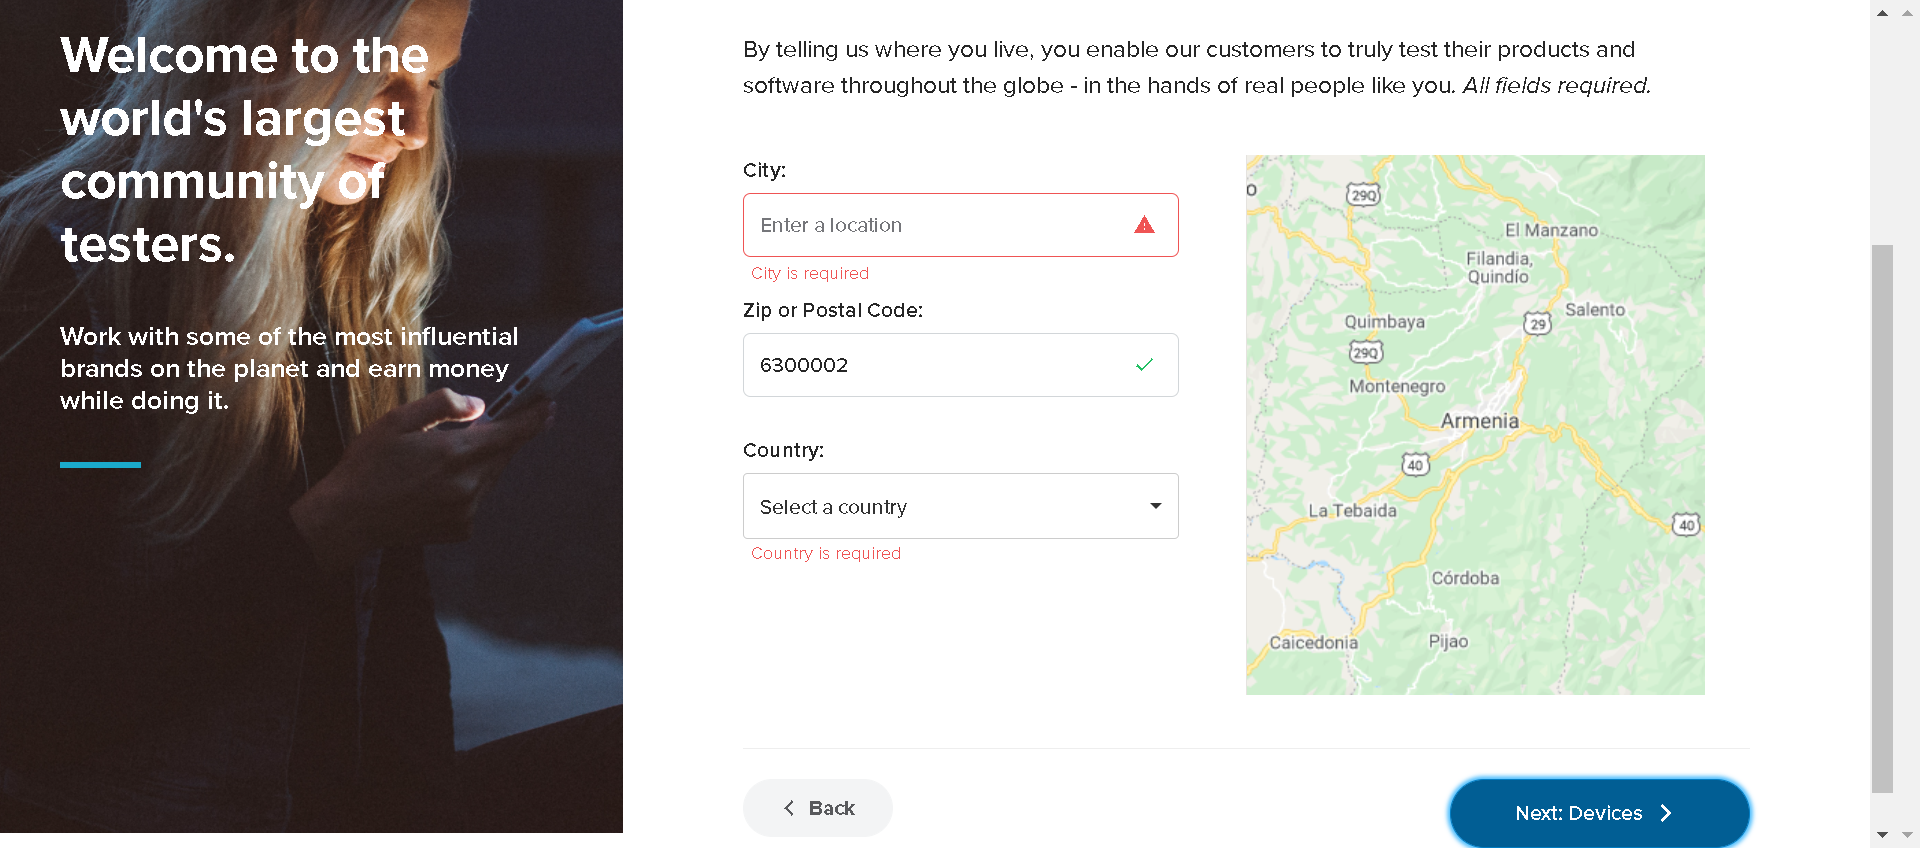 Welcome to the
world's largest
community of
testers.
Work with some of the most influential
brands on the planet and earn money
while doing it.
By telling us where you live, you enable our customers to truly test their products and
software throughout the globe - in the hands of real people like you. All fields required.
City:
Enter a location
City is required
Zip or Postal Code:
6300002
Country:
Select a country
Country is required
o
29Q
El Manzano
Filandia,
Quindío
Salento
Quimbaya
29
29Q
Montenegro
Armenia
40
La Tebaida
40
Córdoba
Caicedonia
Pijao
Back
Next: Devices